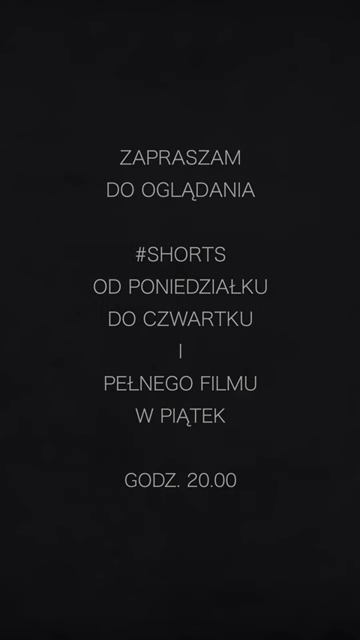 ZAPRASZAM
DO OGLĄDANIA
#SHORTS
OD PONIEDZIAŁKU
DO CZWARTKU
I
PEŁNEGO FILMU
W PIĄTEK
GODZ. 20.00